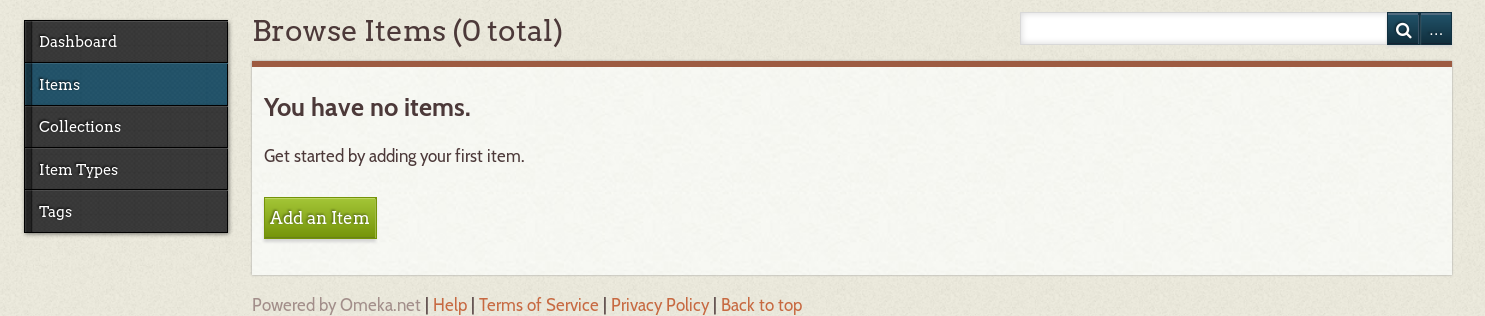 Dashboard
Items
Collections
Item Types
Tags
Browse Items (0 total)
...
You have no items.
Get started by adding your first item.
Add an Item
Powered by Omeka.net | Help | Terms of Service | Privacy Policy | Back to top